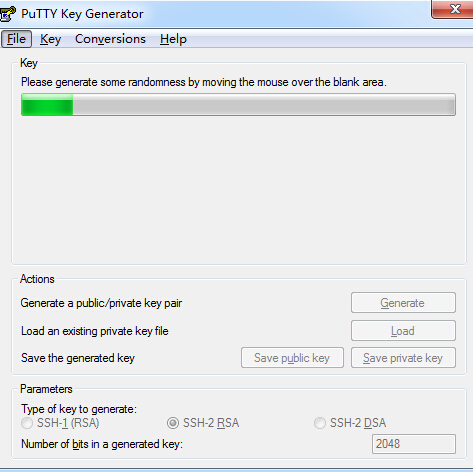 PuTTY Key Generator
File Key Conversions Help
Key
Please generate some randomness by moving the mouse over the blank area.
Actions
Generate a public/private key pair Generate
Load an existing private key file Load
Save the generated key Save public key Save private key
Parameters
Type of key to generate:
SSH-1 (RSA) SSH-2 RSA SSH-2 DSA
Number of bits in a generated key: 2048